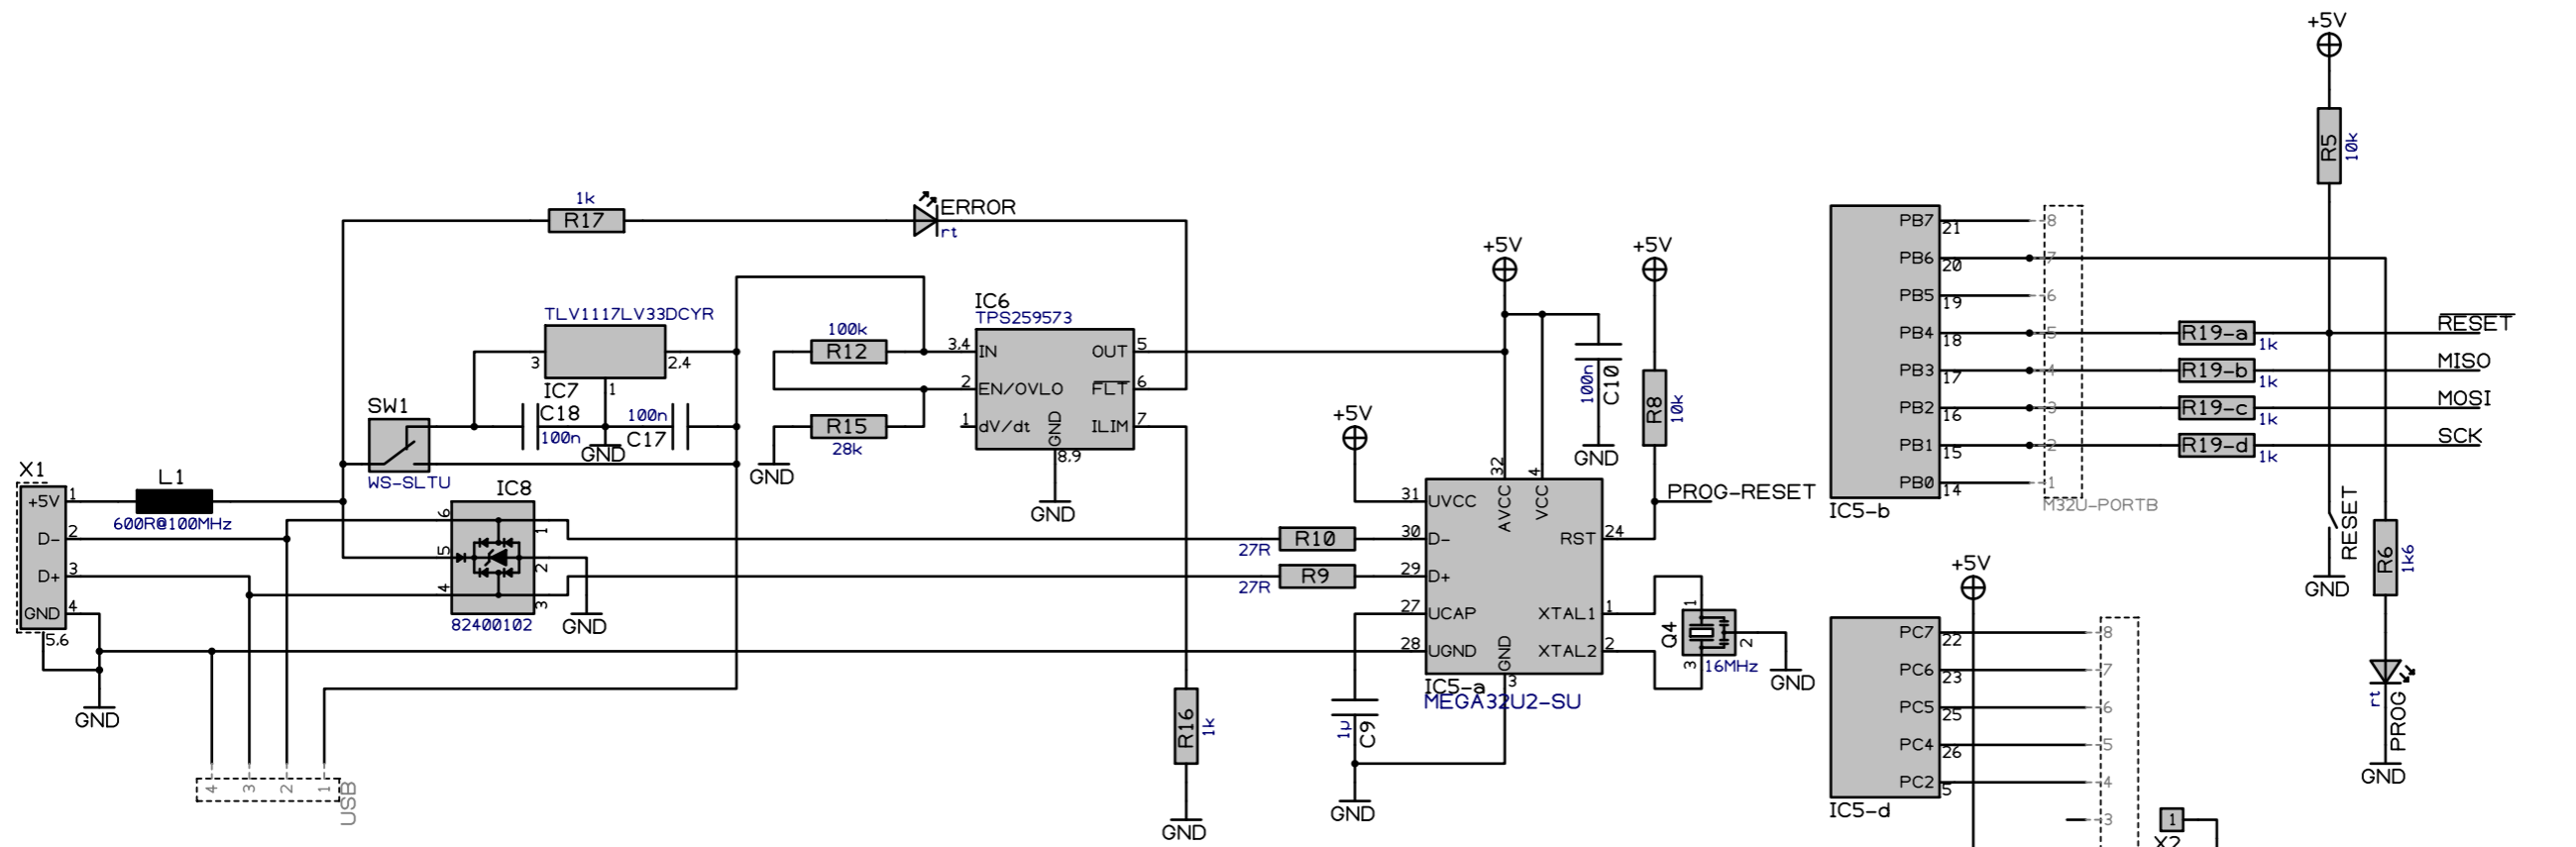 +5V
R5
10k
1k
R17
ERROR
rt
+5V
+5V
TLV1117LV33DCYR
3
2,4
IC7
1
C18
100n
100n
C17
GND
SW1
WS-SLTU
IC6
TPS259573
100k
R12
R15
28k
GND
3,4
IN
OUT
5
2
EN/OVLO
FLT
6
1
dV/dt
GND
ILIM
7
8,9
GND
+5V
100n
C10
GND
R8
10k
PROG-RESET
X1
+5V
1
D-
2
D+
3
GND
4
5,6
GND
L1
600R@100MHz
IC8
6
5
4
1
2
3
82400102
GND
27R
R10
27R
R9
R16
1k
GND
31
UVCC
30
D-
29
D+
27
UCAP
28
UGND
32
AVCC
4
VCC
RST
24
XTAL1
1
XTAL2
2
GND
3
IC5-a
MEGA32U2-SU
1µ
C9
GND
Q4
1
2
3
16MHz
GND
4
3
2
1
USB
PB7
21
8
PB6
20
7
PB5
19
6
PB4
18
5
R19-a
1k
RESET
PB3
17
4
R19-b
1k
MISO
PB2
16
3
R19-c
1k
MOSI
PB1
15
2
R19-d
1k
SCK
PB0
14
1
IC5-b
M32U-PORTB
RESET
GND
R6
1k6
rt
PROG
GND
+5V
PC7
22
8
PC6
23
7
PC5
25
6
PC4
26
5
PC2
5
4
3
IC5-d
1
X2